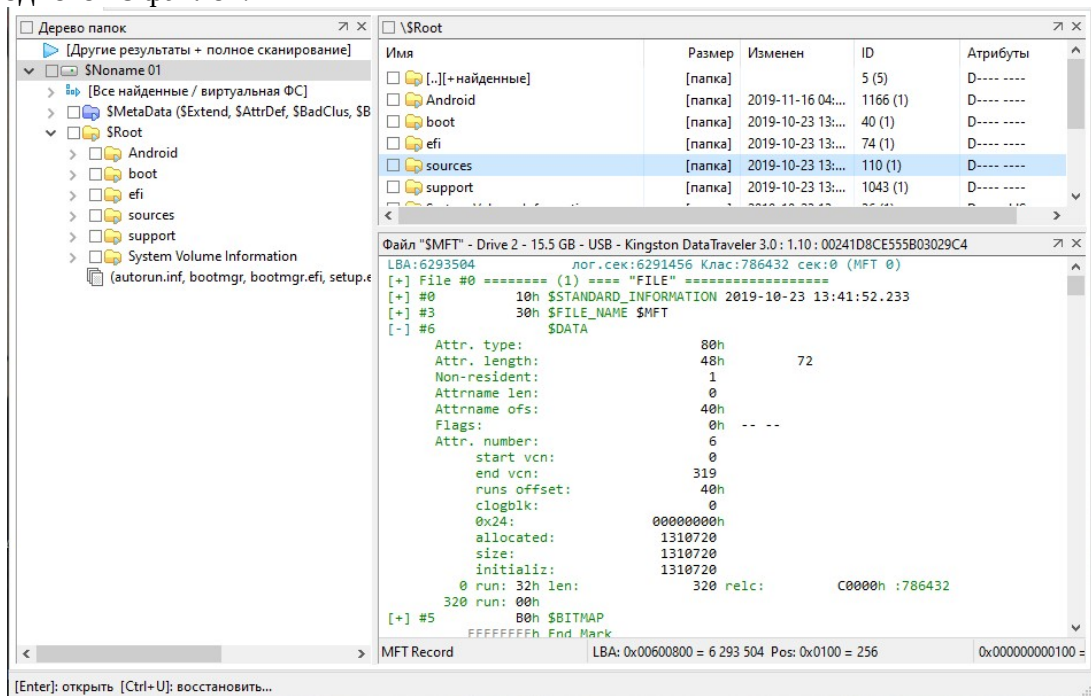 Дерево папок
[Другие результаты + полное сканирование]
$Noname 01
[Все найденные / виртуальная ФС]
$MetaData ($Extend, $AttrDef, $BadClus, $B
$Root
Android
boot
efi
sources
support
System Volume Information
(autorun.inf, bootmgr, bootmgr.efi, setup.e
\$Root
Имя Размер Изменен ID Атрибуты
[..][+найденные] [папка] 5 (5) D---- ----
Android [папка] 2019-11-16 04:... 1166 (1) D---- ----
boot [папка] 2019-10-23 13:... 40 (1) D---- ----
efi [папка] 2019-10-23 13:... 74 (1) D---- ----
sources [папка] 2019-10-23 13:... 110 (1) D---- ----
support [папка] 2019-10-23 13:... 1043 (1) D---- ----
Файл "$MFT" - Drive 2 - 15.5 GB - USB - Kingston DataTraveler 3.0 : 1.10 : 00241D8CE555B03029C4
LBA:6293504 лог.сек:6291456 Клас:786432 сек:0 (MFT 0)
[+] File #0 ======== (1) ==== "FILE" ==================
[+] #0 10h $STANDARD_INFORMATION 2019-10-23 13:41:52.233
[+] #3 30h $FILE_NAME $MFT
[-] #6 $DATA
Attr. type: 80h
Attr. length: 48h 72
Non-resident: 1
Attrname len: 0
Attrname ofs: 40h
Flags: 0h -- --
Attr. number: 6
start vcn: 0
end vcn: 319
runs offset: 40h
clogblk: 0
0x24: 00000000h
allocated: 1310720
size: 1310720
initializ: 1310720
0 run: 32h len: 320 relc: C0000h :786432
320 run: 00h
[+] #5 B0h $BITMAP
FFFFFFFFh End Mark
MFT Record LBA: 0x00600800 = 6 293 504 Pos: 0x0100 = 256 0x000000000100 =
[Enter]: открыть [Ctrl+U]: восстановить...